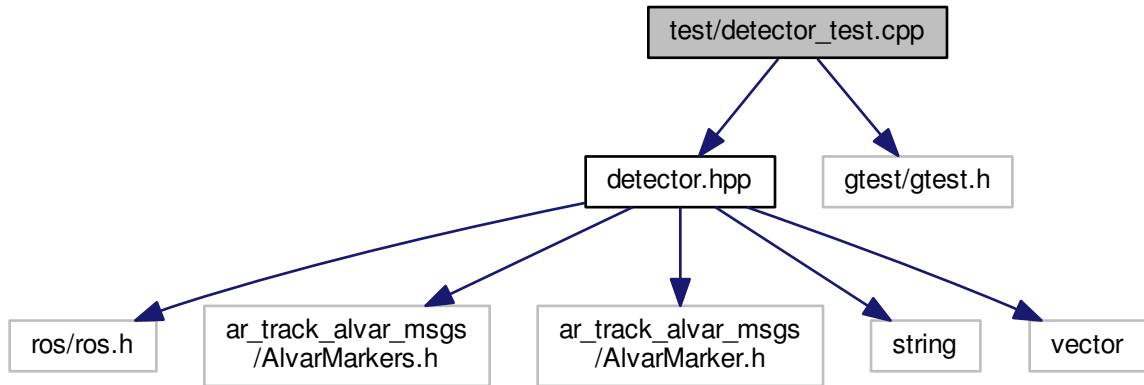 test/detector_test.cpp
detector.hpp
gtest/gtest.h
ros/ros.h
ar_track_alvar_msgs
/AlvarMarkers.h
ar_track_alvar_msgs
/AlvarMarker.h
string
vector